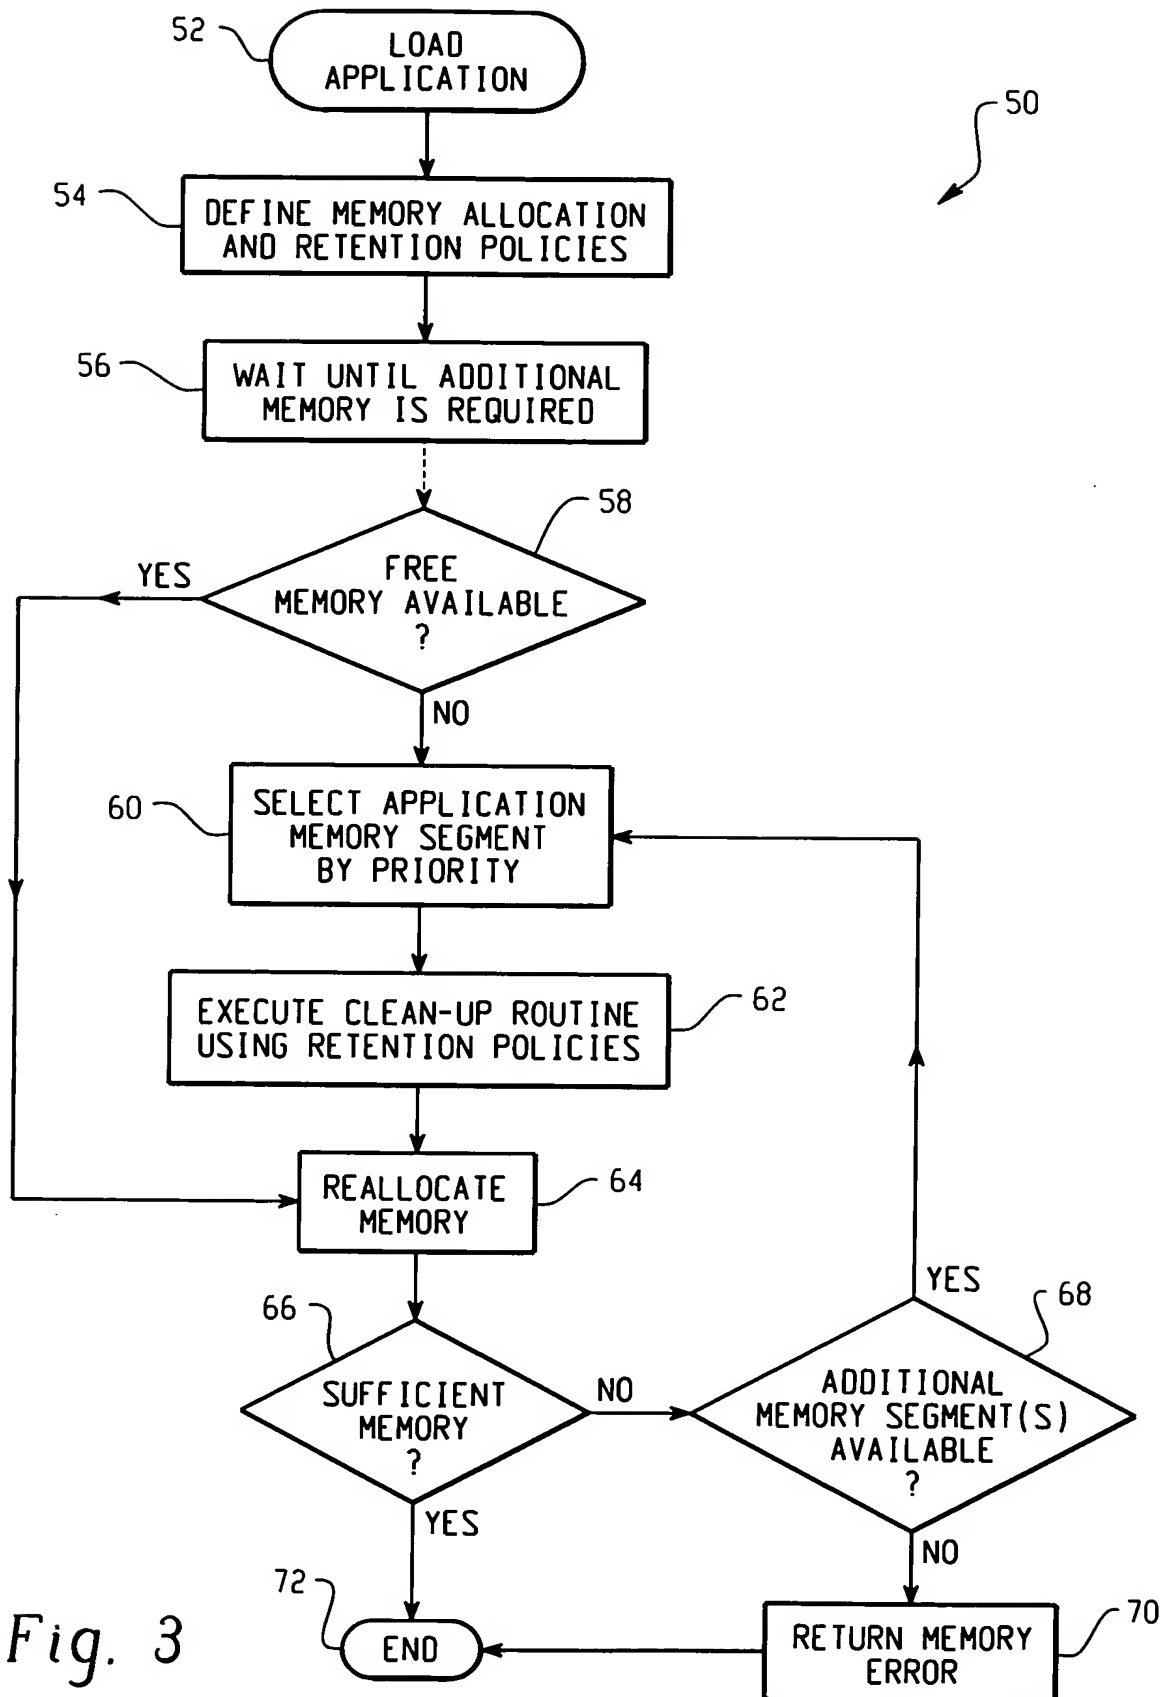 52
LOAD
APPLICATION
50
54
DEFINE MEMORY ALLOCATION
AND RETENTION POLICIES
56
WAIT UNTIL ADDITIONAL
MEMORY IS REQUIRED
58
YES
FREE
MEMORY AVAILABLE
?
NO
60
SELECT APPLICATION
MEMORY SEGMENT
BY PRIORITY
62
EXECUTE CLEAN-UP ROUTINE
USING RETENTION POLICIES
64
REALLOCATE
MEMORY
66
SUFFICIENT
MEMORY
?
NO
YES
68
ADDITIONAL
MEMORY SEGMENT(S)
AVAILABLE
?
YES
NO
72
END
70
RETURN MEMORY
ERROR
Fig. 3